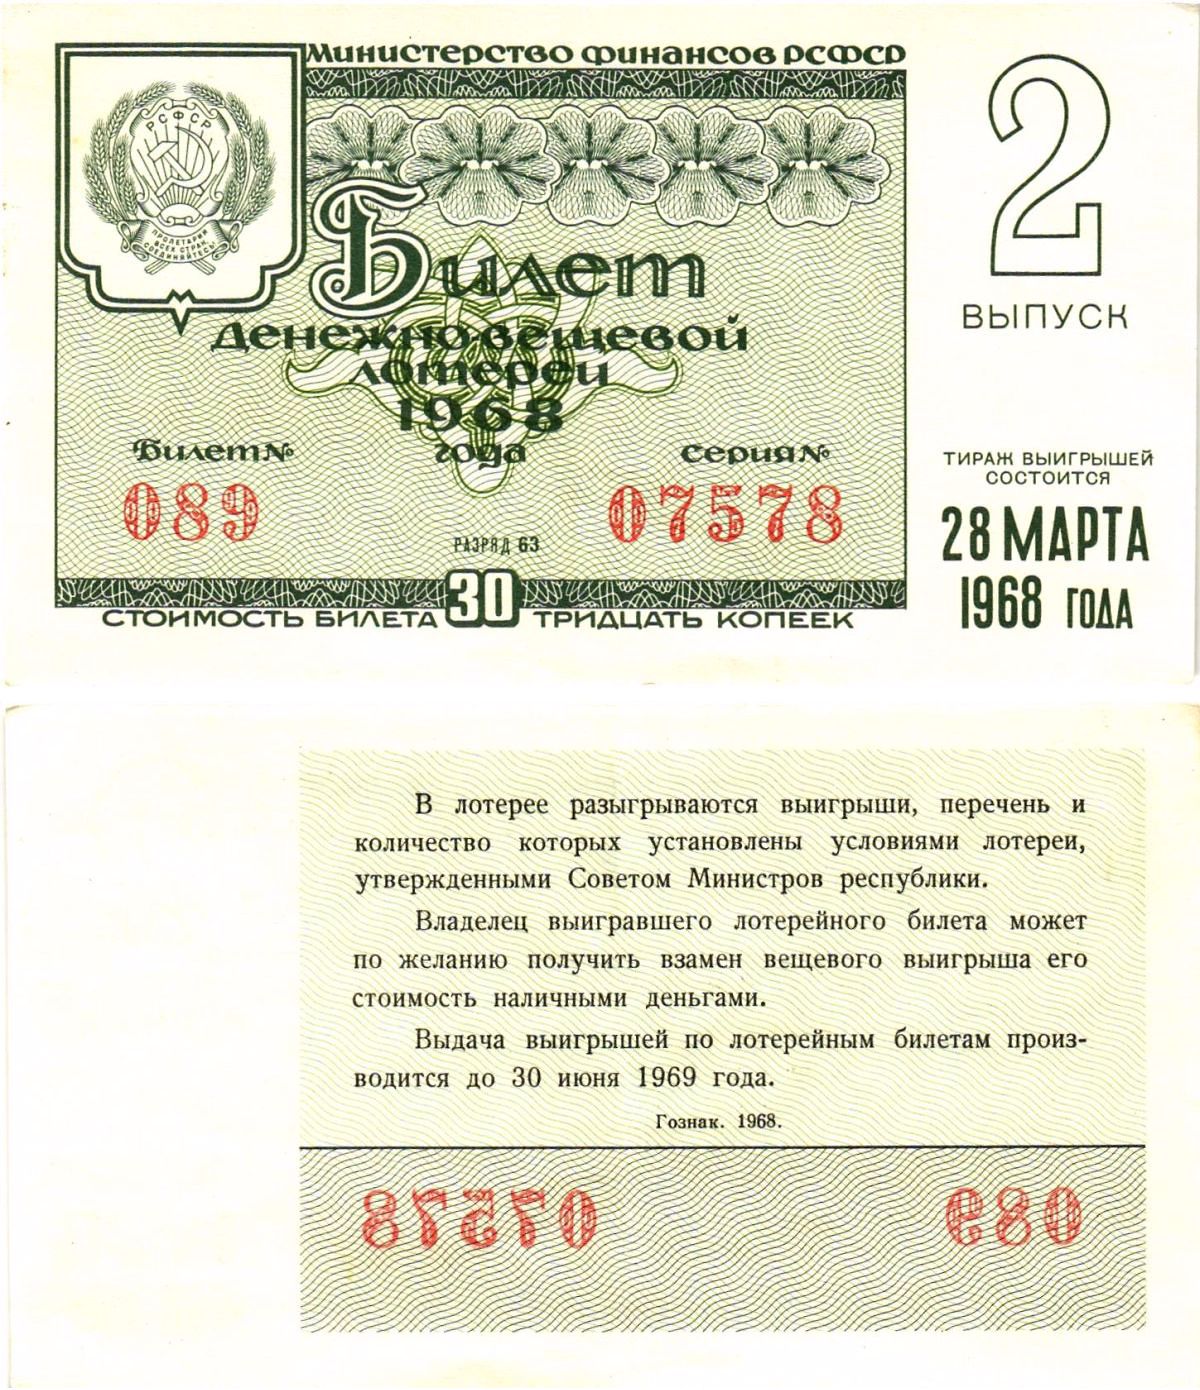 Министерство финансов РСФСР
РСФСР
ПРОЛЕТАРИИ
ВСЕХ СТРАН,
СОЕДИНЯЙТЕСЬ!
Билет
денежно-вещевой
лотереи
1968
года
Билет №
089
Серия №
07578
РАЗРЯД 63
СТОИМОСТЬ БИЛЕТА 30 ТРИДЦАТЬ КОПЕЕК
2
ВЫПУСК
ТИРАЖ ВЫИГРЫШЕЙ
СОСТОИТСЯ
28 МАРТА
1968 ГОДА
В лотерее разыгрываются выигрыши, перечень и
количество которых установлены условиями лотереи,
утвержденными Советом Министров республики.
Владелец выигравшего лотерейного билета может
по желанию получить взамен вещевого выигрыша его
стоимость наличными деньгами.
Выдача выигрышей по лотерейным билетам произ-
водится до 30 июня 1969 года.
Гознак. 1968.
07578 089